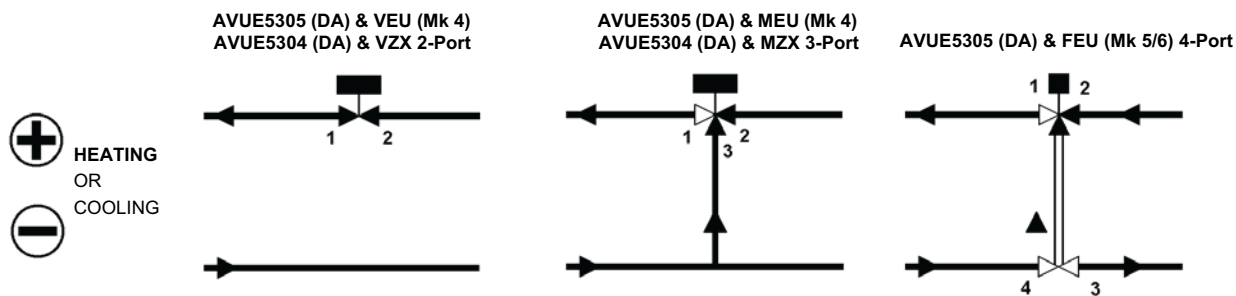 AVUE5305 (DA) & VEU (Mk 4)
AVUE5304 (DA) & VZX 2-Port
AVUE5305 (DA) & MEU (Mk 4)
AVUE5304 (DA) & MZX 3-Port
AVUE5305 (DA) & FEU (Mk 5/6) 4-Port
HEATING
OR
COOLING
1 2
1 2
3
1 2
4 3